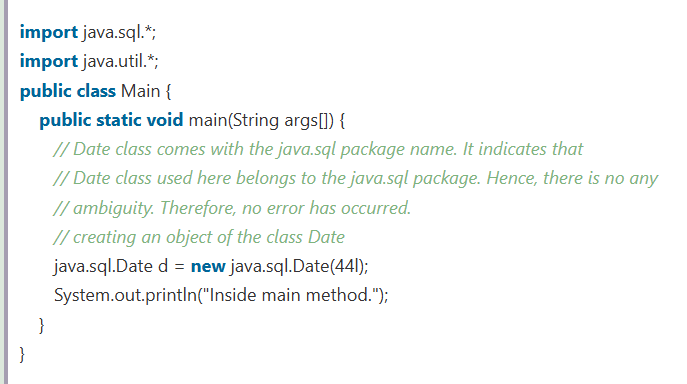 import java.sql.*;
import java.util.*;
public class Main {
public static void main(String args[]) {
// Date class comes with the java.sql package name. It indicates that
// Date class used here belongs to the java.sql package. Hence, there is no any
// ambiguity. Therefore, no error has occurred.
// creating an object of the class Date
java.sql.Date d = new java.sql.Date(44l);
System.out.println("Inside main method.");
}
}